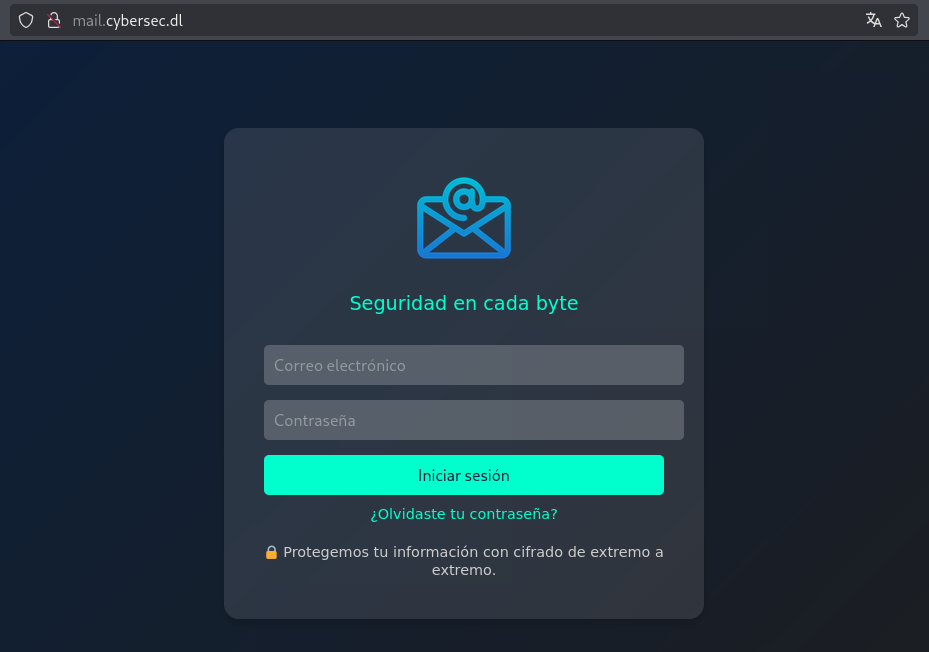 mail.cybersec.dl
Seguridad en cada byte
Correo electrónico
Contraseña
Iniciar sesión
¿Olvidaste tu contraseña?
🔒 Protegemos tu información con cifrado de extremo a
extremo.